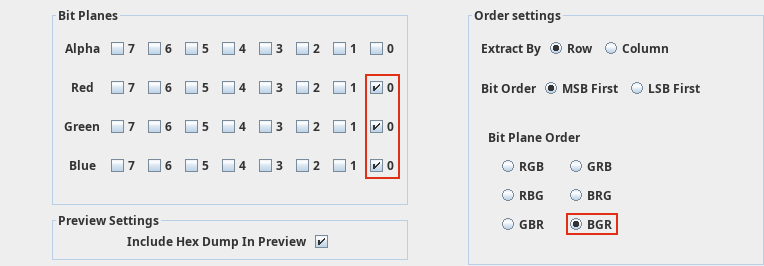 Bit Planes
Alpha 7 6 5 4 3 2 1 0
Red 7 6 5 4 3 2 1 0
Green 7 6 5 4 3 2 1 0
Blue 7 6 5 4 3 2 1 0
Preview Settings
Include Hex Dump In Preview
Order settings
Extract By Row Column
Bit Order MSB First LSB First
Bit Plane Order
RGB GRB
RBG BRG
GBR BGR